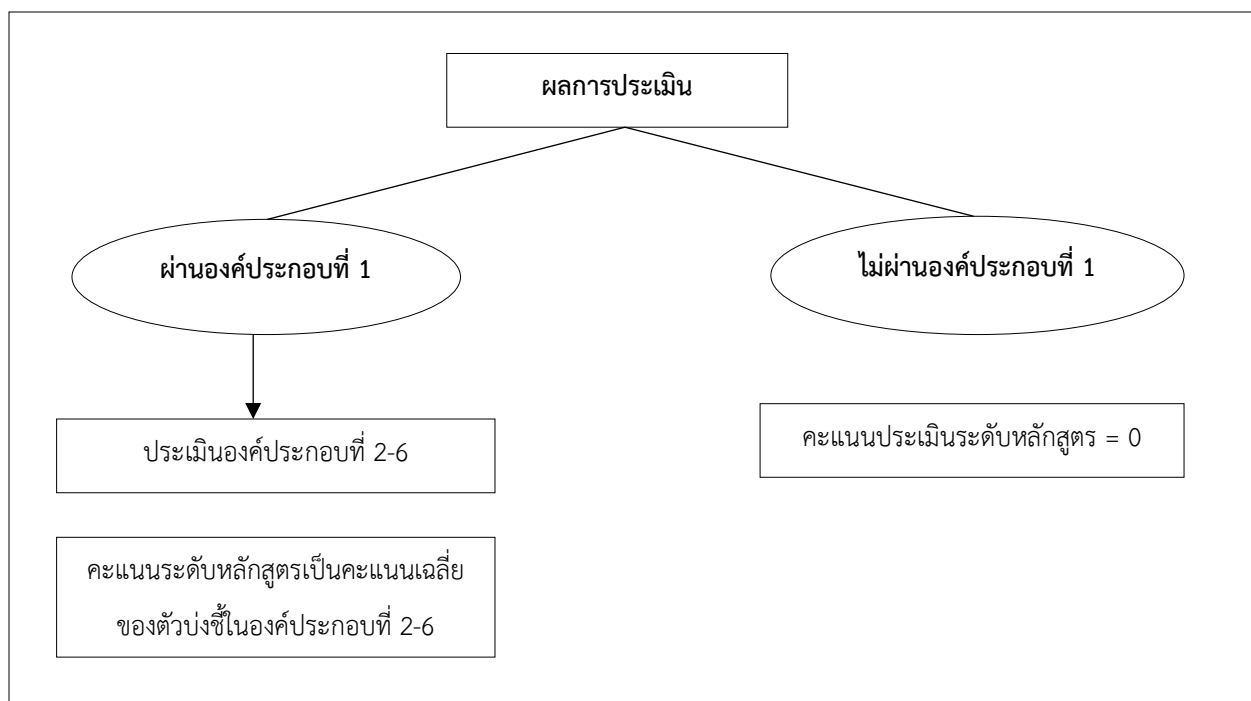 ผลการประเมิน
ผ่านองค์ประกอบที่ 1
ไม่ผ่านองค์ประกอบที่ 1
ประเมินองค์ประกอบที่ 2-6
คะแนนประเมินระดับหลักสูตร = 0
คะแนนระดับหลักสูตรเป็นคะแนนเฉลี่ย
ของตัวบ่งชี้ในองค์ประกอบที่ 2-6